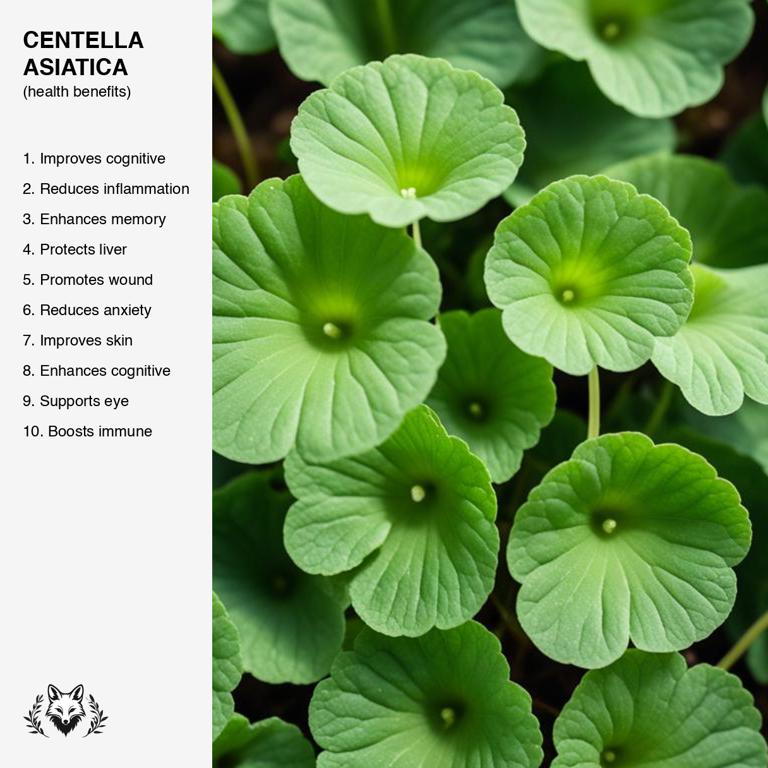 CENTELLA
ASIATICA
(health benefits)
1. Improves cognitive
2. Reduces inflammation
3. Enhances memory
4. Protects liver
5. Promotes wound
6. Reduces anxiety
7. Improves skin
8. Enhances cognitive
9. Supports eye
10. Boosts immune